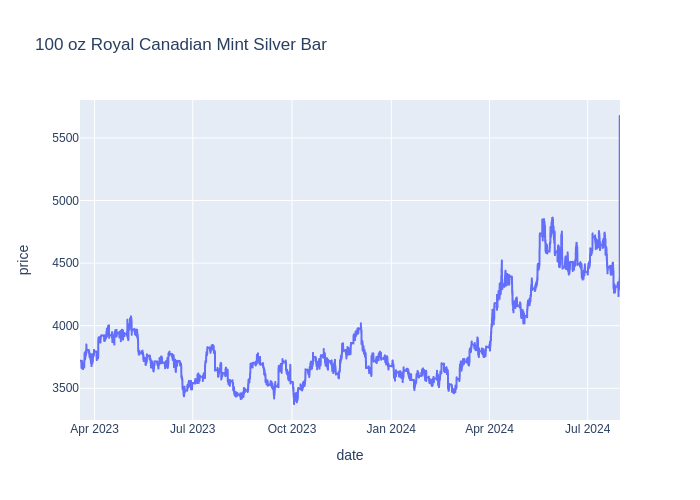 100 oz Royal Canadian Mint Silver Bar
price
5500
5000
4500
4000
3500
Apr 2023 Jul 2023 Oct 2023 Jan 2024 Apr 2024 Jul 2024
date